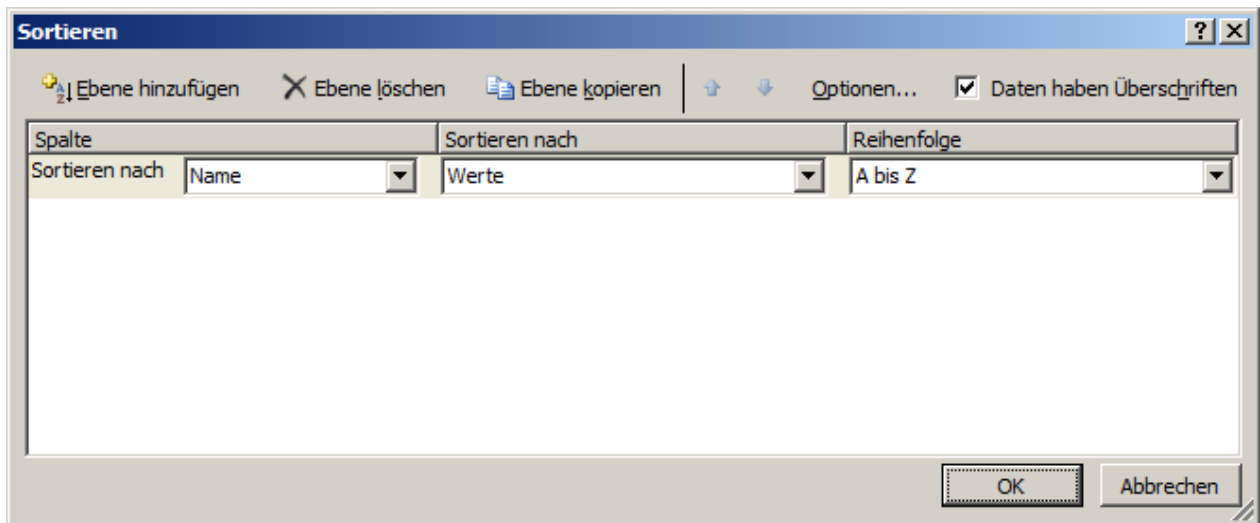 Sortieren
Ebene hinzufügen Ebene löschen Ebene kopieren Optionen... Daten haben Überschriften
Spalte Sortieren nach Reihenfolge
Sortieren nach Name Werte A bis Z
OK Abbrechen